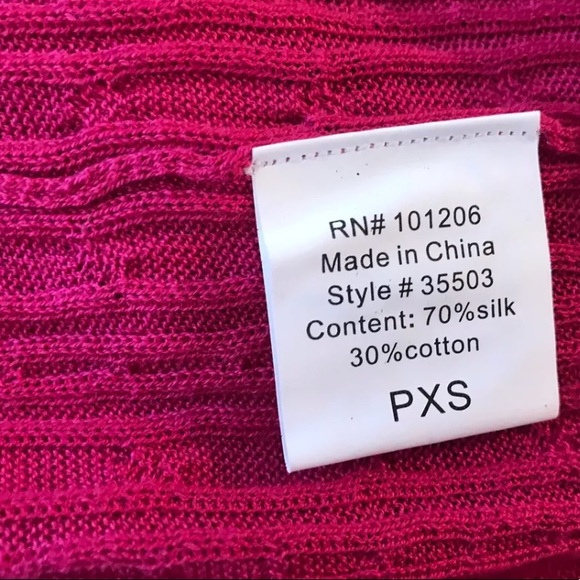 RN# 101206
Made in China
Style # 35503
Content: 70%silk
30%cotton
PXS